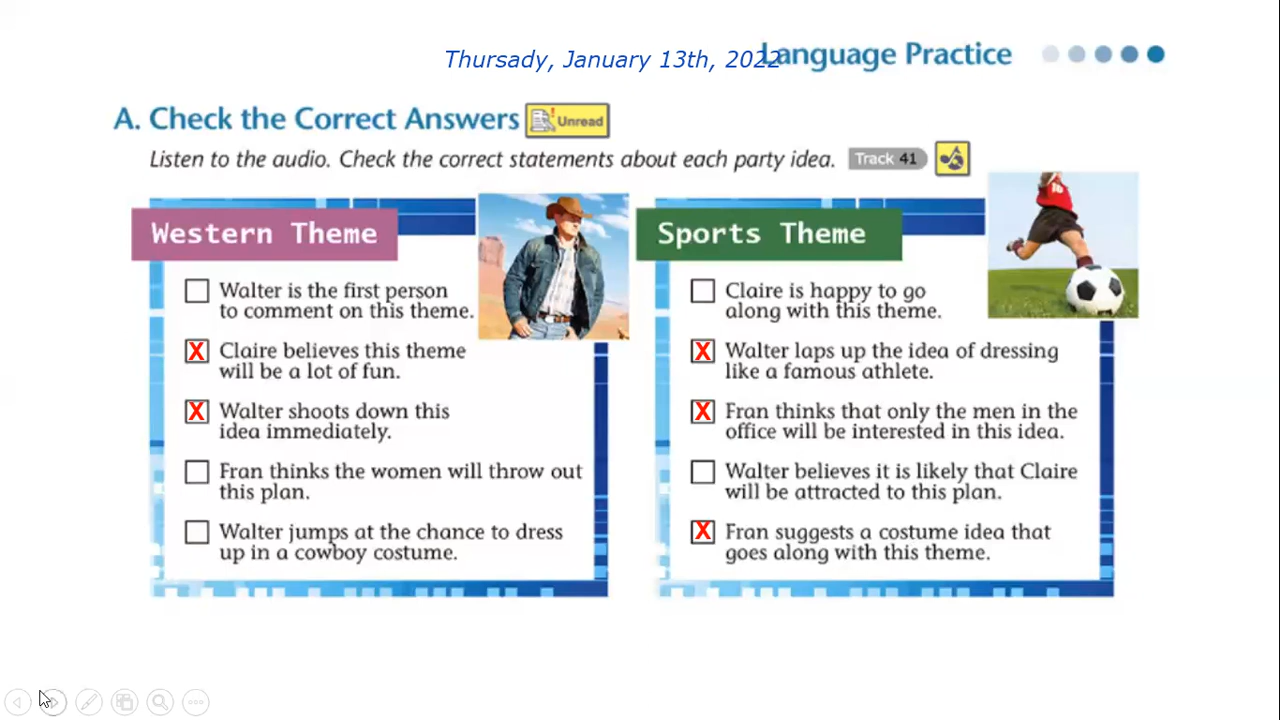 Thursady, January 13th, 2022
Language Practice
A. Check the Correct Answers
Unread
Listen to the audio. Check the correct statements about each party idea.
Track 41
Western Theme
Walter is the first person
to comment on this theme.
X Claire believes this theme
will be a lot of fun.
X Walter shoots down this
idea immediately.
Fran thinks the women will throw out
this plan.
Walter jumps at the chance to dress
up in a cowboy costume.
Sports Theme
Claire is happy to go
along with this theme.
X Walter laps up the idea of dressing
like a famous athlete.
X Fran thinks that only the men in the
office will be interested in this idea.
Walter believes it is likely that Claire
will be attracted to this plan.
X Fran suggests a costume idea that
goes along with this theme.